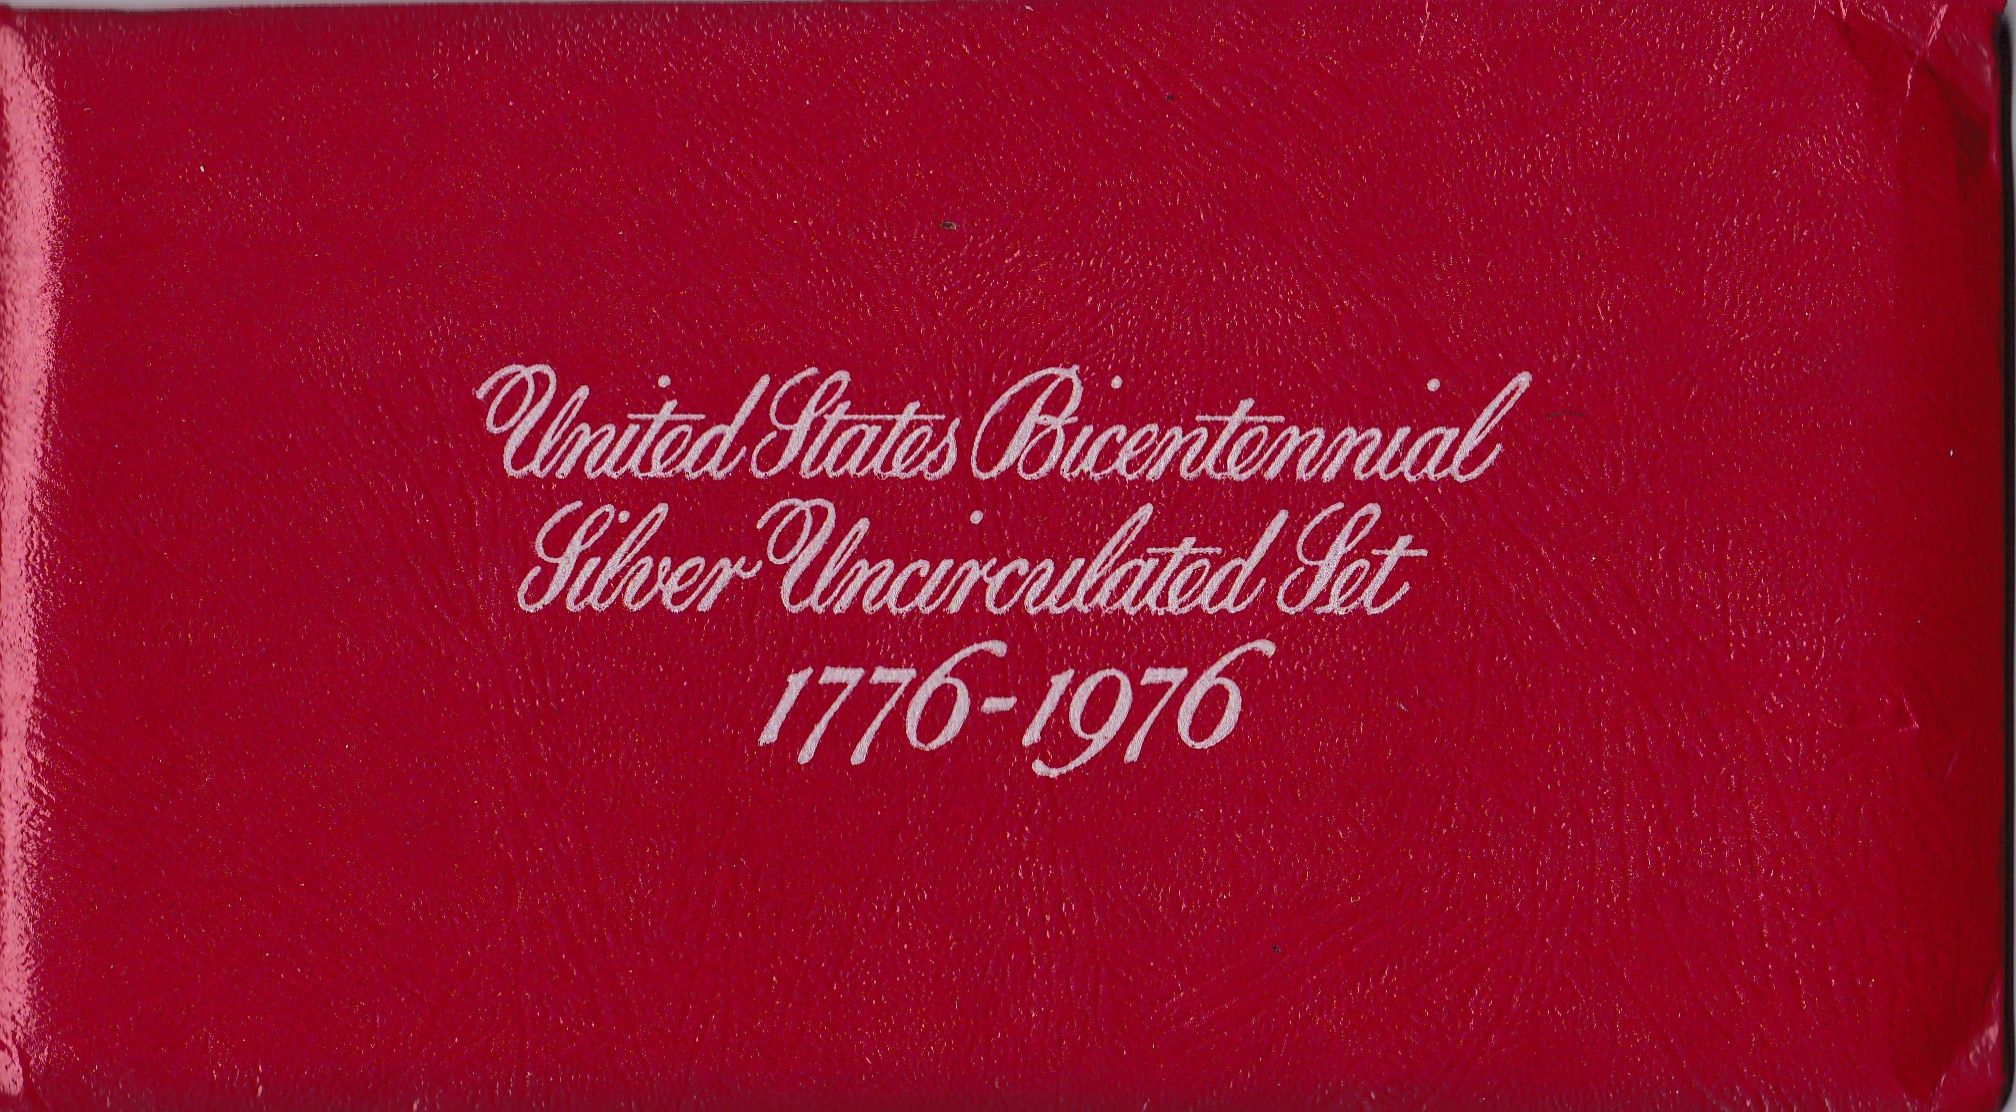 United States Bicentennial
Silver Uncirculated Set
1776-1976